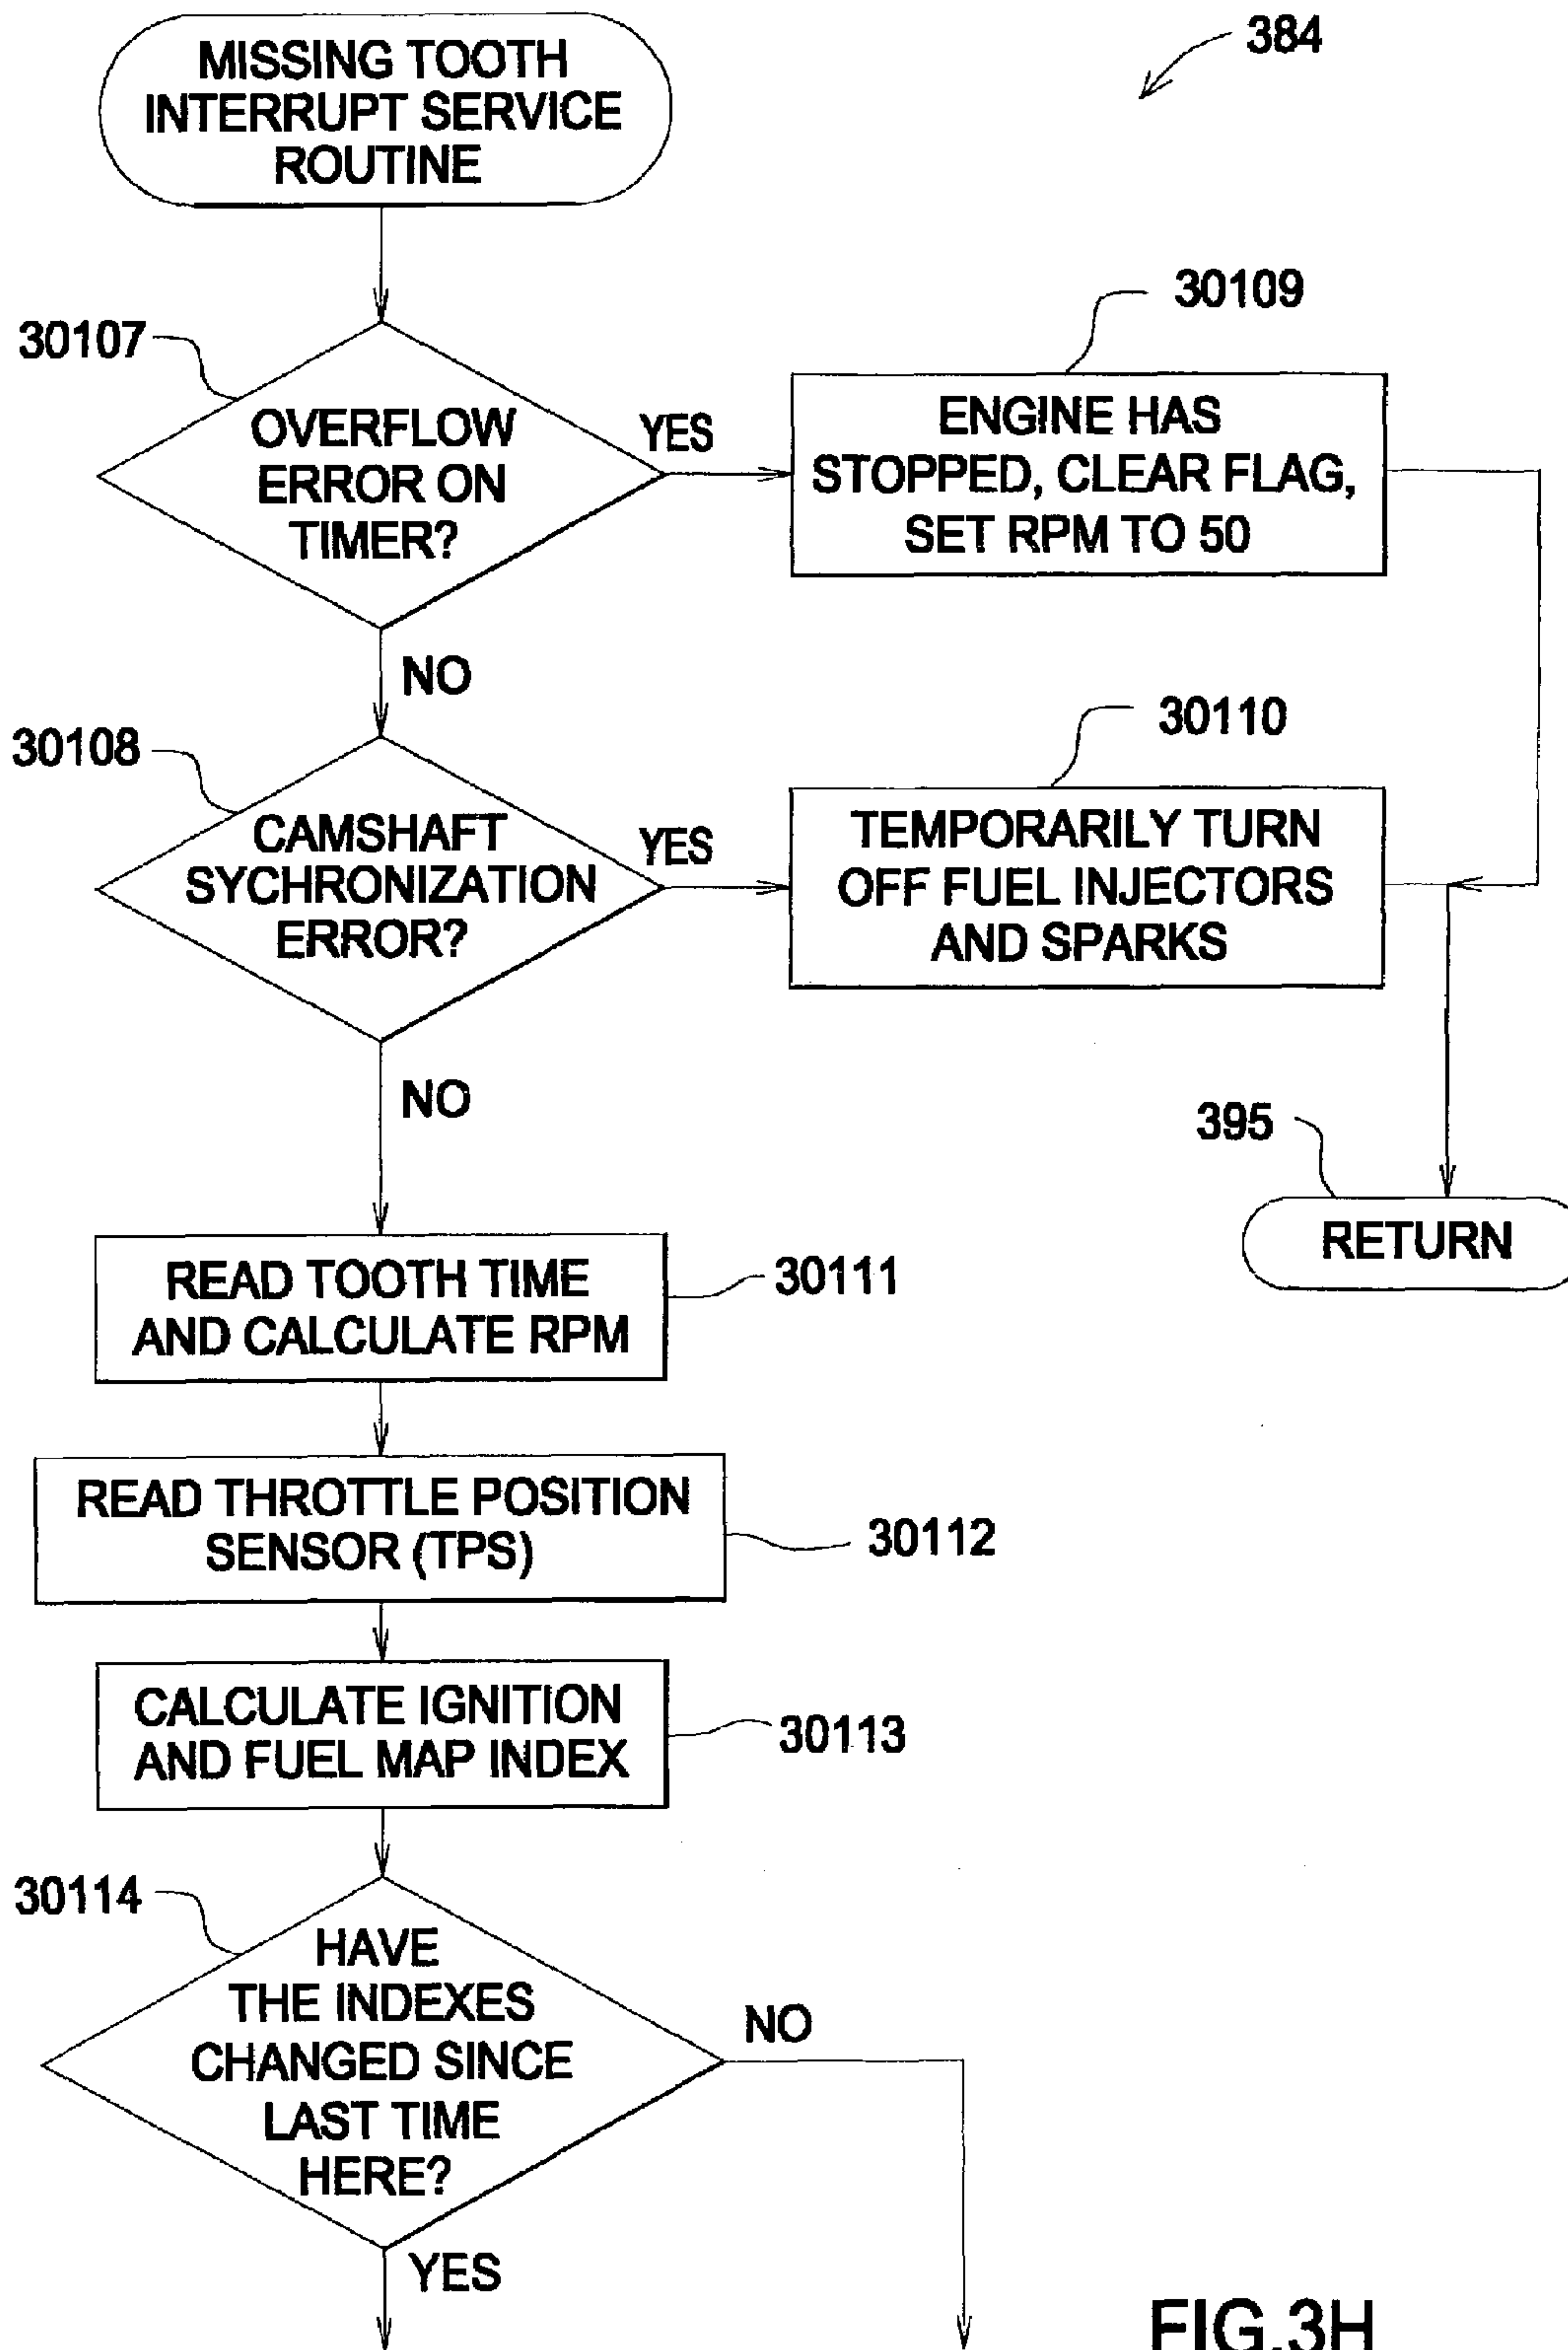 MISSING TOOTH
INTERRUPT SERVICE
ROUTINE
384
30107
OVERFLOW
ERROR ON
TIMER?
YES
30109
ENGINE HAS
STOPPED, CLEAR FLAG,
SET RPM TO 50
NO
30108
CAMSHAFT
SYCHRONIZATION
ERROR?
YES
30110
TEMPORARILY TURN
OFF FUEL INJECTORS
AND SPARKS
NO
395
RETURN
READ TOOTH TIME
AND CALCULATE RPM
30111
READ THROTTLE POSITION
SENSOR (TPS)
30112
CALCULATE IGNITION
AND FUEL MAP INDEX
30113
30114
HAVE
THE INDEXES
CHANGED SINCE
LAST TIME
HERE?
NO
YES
FIG.3H